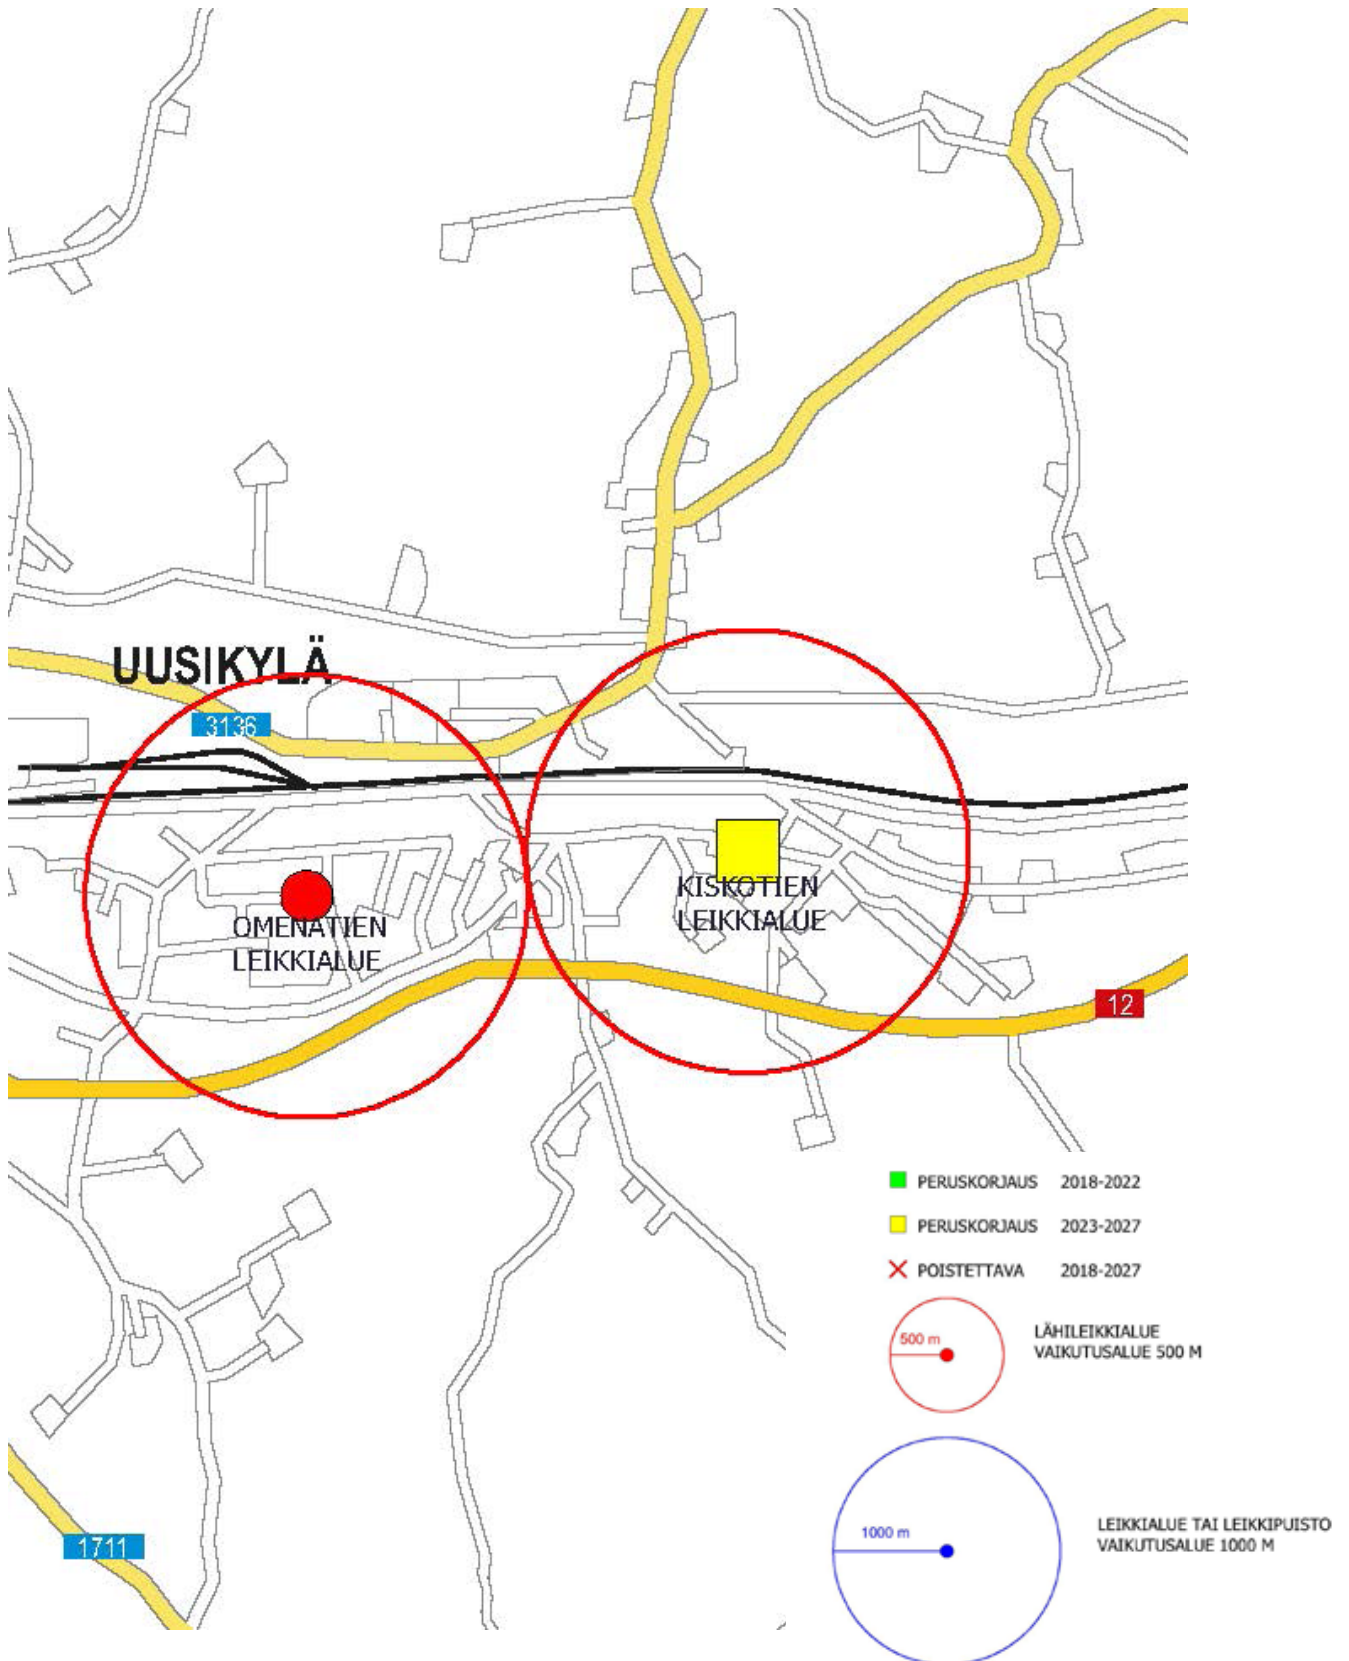 UUSIKYLÄ
3136
KISKOTIEN
LEIKKIALUE
OMENATIEN
LEIKKIALUE
12
PERUSKORJAUS 2018-2022
PERUSKORJAUS 2023-2027
POISTETTAVA 2018-2027
500 m
LÄHILEIKKIALUE
VAIKUTUSALUE 500 M
1000 m
LEIKKIALUE TAI LEIKKIPUISTO
VAIKUTUSALUE 1000 M
1711